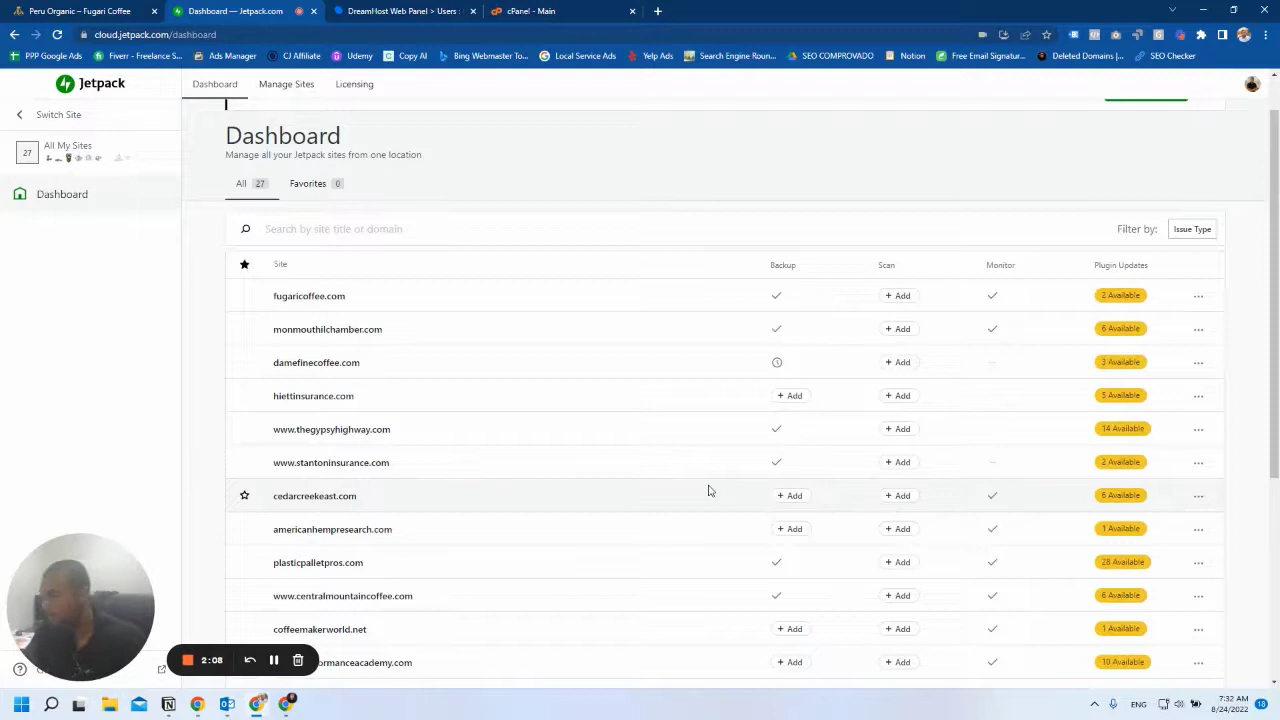 Peru Organic – Fugari Coffee
Dashboard — Jetpack.com
DreamHost Web Panel > Users :
cPanel - Main
cloud.jetpack.com/dashboard
PPP Google Ads
Fiverr - Freelance S...
Ads Manager
CJ Affiliate
Udemy
Copy AI
Bing Webmaster To...
Local Service Ads
Yelp Ads
Search Engine Roun...
SEO COMPROVADO
Notion
Free Email Signatur...
Deleted Domains |...
SEO Checker
Jetpack
Dashboard
Manage Sites
Licensing
Switch Site
27
All My Sites
Dashboard
Dashboard
Manage all your Jetpack sites from one location
All 27
Favorites 0
Search by site title or domain
Filter by: Issue Type
Site Backup Scan Monitor Plugin Updates
fugaricoffee.com + Add 2 Available ...
monmouthilchamber.com + Add 6 Available ...
damefinecoffee.com + Add 3 Available ...
hiettinsurance.com + Add + Add 5 Available ...
www.thegypsyhighway.com + Add 14 Available ...
www.stantoninsurance.com + Add 2 Available ...
cedarcreekeast.com + Add + Add 6 Available ...
americanhempresearch.com + Add + Add 1 Available ...
plasticpalletpros.com + Add 28 Available ...
www.centralmountaincoffee.com + Add 6 Available ...
coffeemakerworld.net + Add + Add 1 Available ...
ormanceacademy.com + Add + Add 10 Available ...
2:08
ENG
7:32 AM
8/24/2022
18